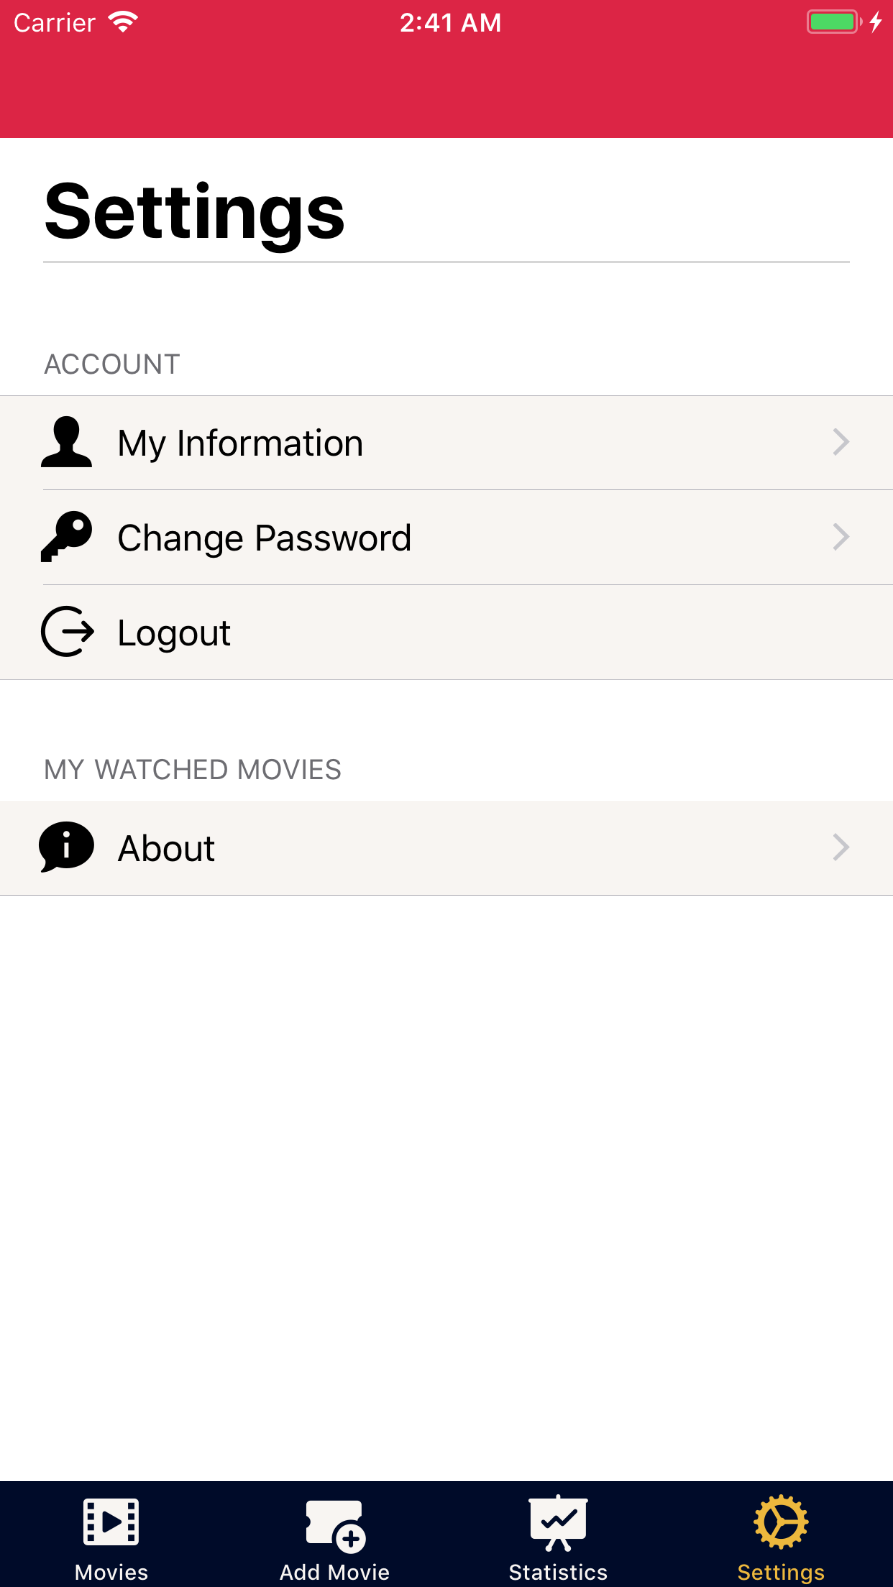 Carrier 2:41 AM
Settings
ACCOUNT
My Information
Change Password
Logout
MY WATCHED MOVIES
About
Movies Add Movie Statistics Settings